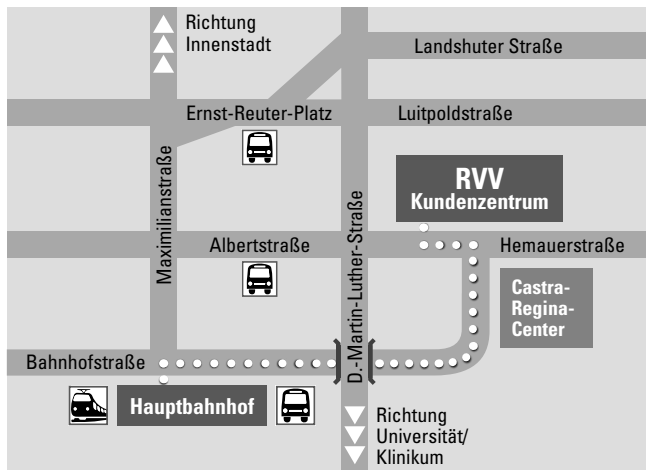 Richtung
Innenstadt
Landshuter Straße
Ernst-Reuter-Platz
Luitpoldstraße
Maximilianstraße
RVV
Kundenzentrum
D.-Martin-Luther-Straße
Albertstraße
Hemauerstraße
Castra-
Regina-
Center
Bahnhofstraße
Hauptbahnhof
Richtung
Universität/
Klinikum